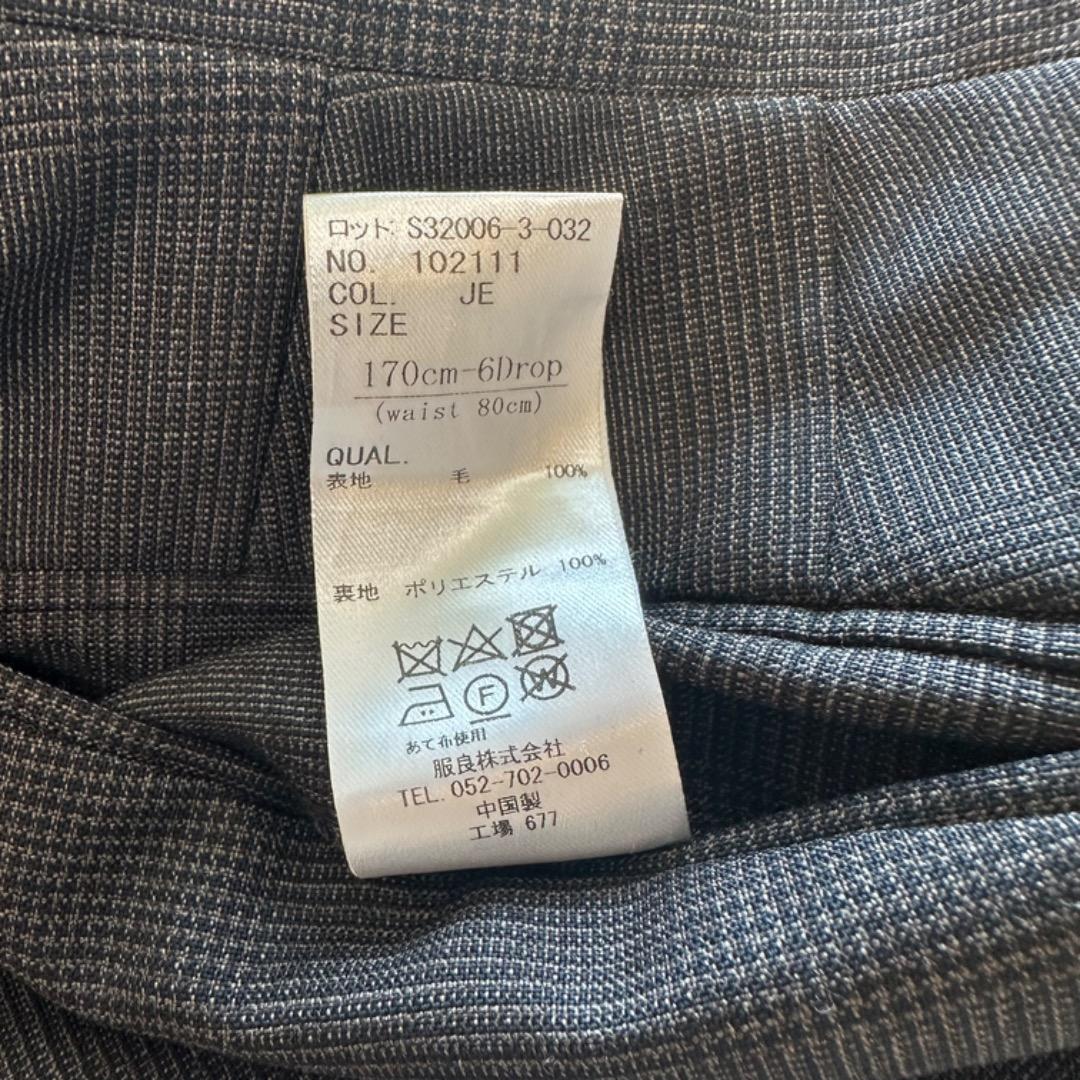 ロット: S32006-3-032
NO. 102111
COL. JE
SIZE
170cm-6Drop
(waist 80cm)
QUAL.
表地 毛 100%
裏地 ポリエステル 100%
F
W
あて布使用
服良株式会社
TEL. 052-702-0006
中国製
工場 677